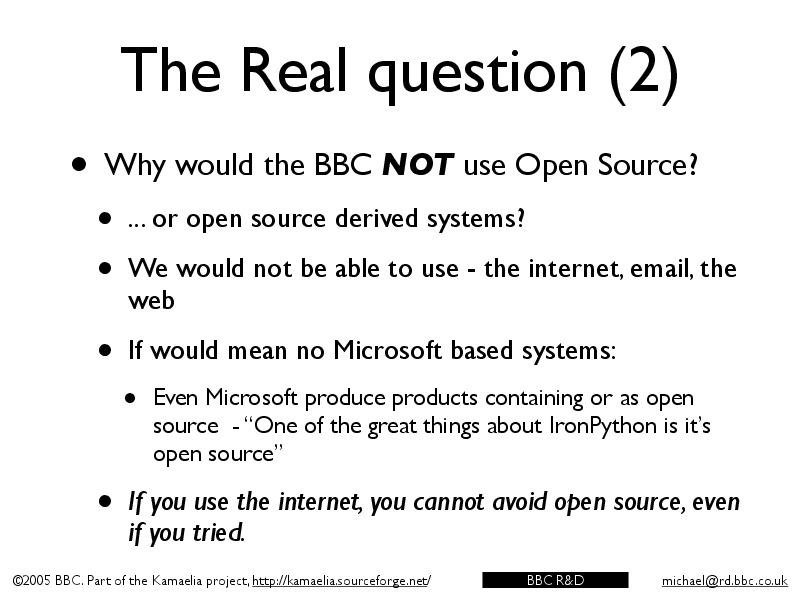 The Real question (2)
• Why would the BBC NOT use Open Source?
• ... or open source derived systems?
• We would not be able to use - the internet, email, the
web
• If would mean no Microsoft based systems:
• Even Microsoft produce products containing or as open
source - “One of the great things about IronPython is it’s
open source”
• If you use the internet, you cannot avoid open source, even
if you tried.
©2005 BBC. Part of the Kamaelia project, http://kamaelia.sourceforge.net/ BBC R&D michael@rd.bbc.co.uk